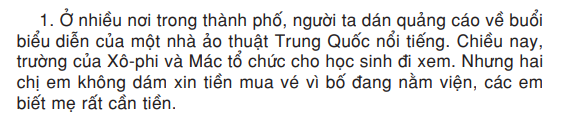 1. Ở nhiều nơi trong thành phố, người ta dán quảng cáo về buổi
biểu diễn của một nhà ảo thuật Trung Quốc nổi tiếng. Chiều nay,
trường của Xô-phi và Mác tổ chức cho học sinh đi xem. Nhưng hai
chị em không dám xin tiền mua vé vì bố đang nằm viện, các em
biết mẹ rất cần tiền.